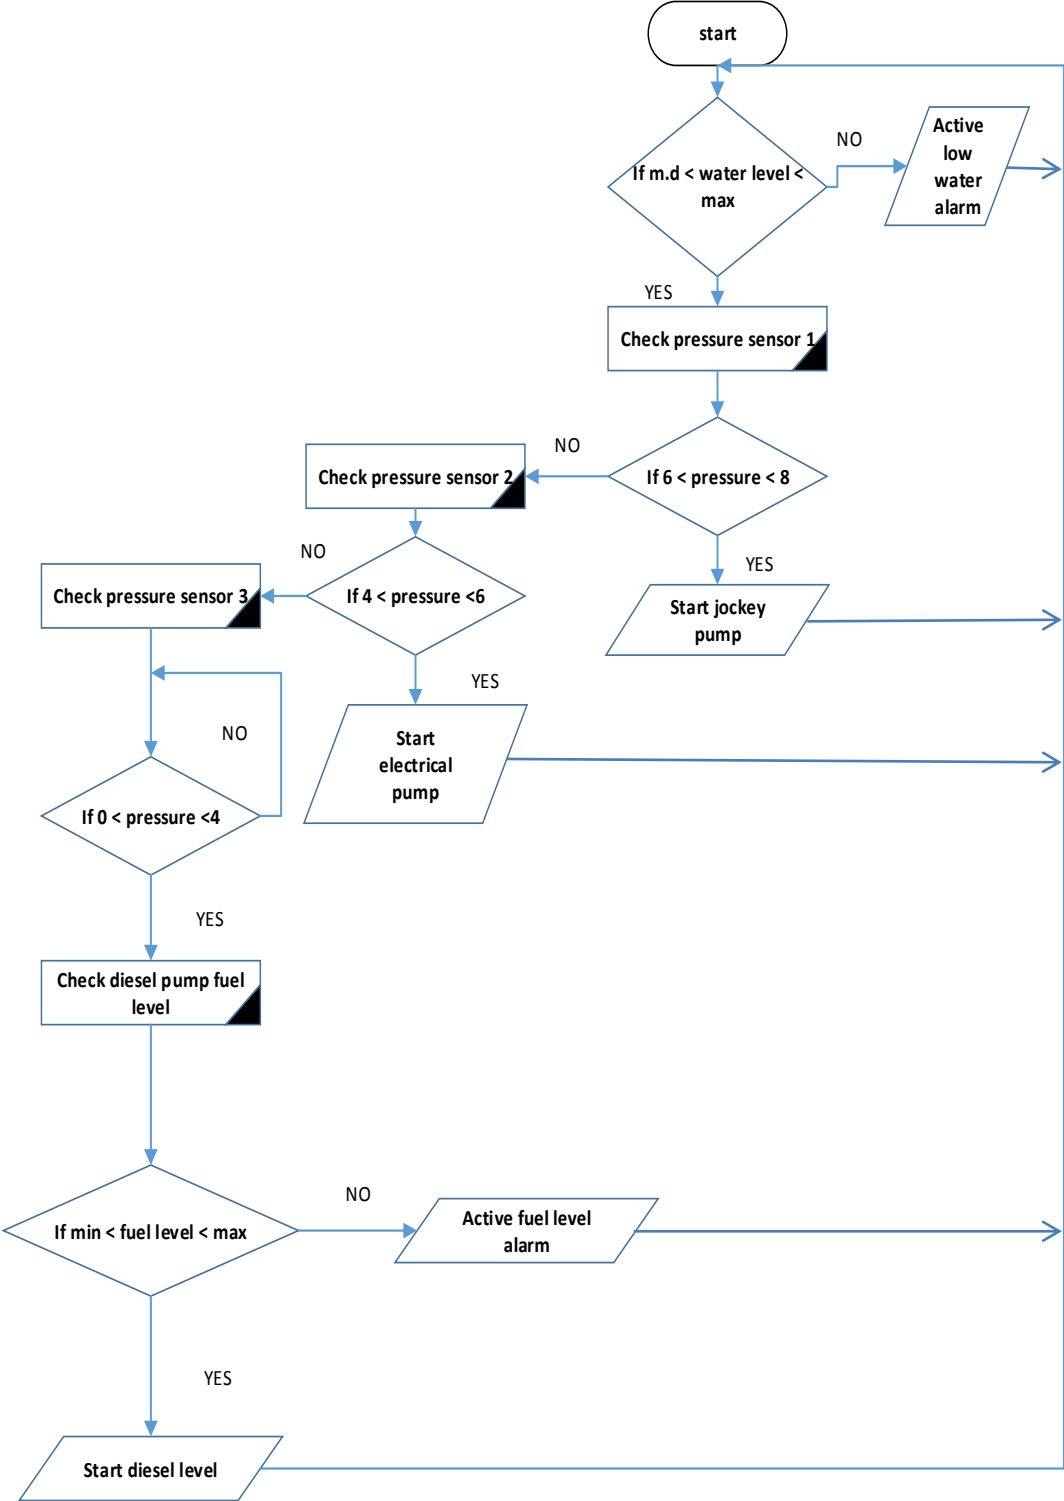 start
If m.d < water level <
max
NO
Active
low
water
alarm
YES
Check pressure sensor 1
If 6 < pressure < 8
NO
Check pressure sensor 2
YES
Start jockey
pump
If 4 < pressure <6
NO
Check pressure sensor 3
YES
Start
electrical
pump
NO
If 0 < pressure <4
YES
Check diesel pump fuel
level
If min < fuel level < max
NO
Active fuel level
alarm
YES
Start diesel level